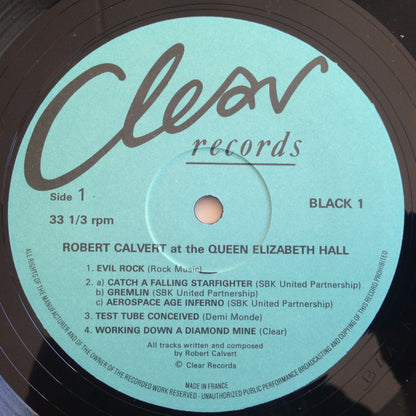 Clear
records
Side 1
33 1/3 rpm
BLACK 1
ROBERT CALVERT at the QUEEN ELIZABETH HALL
1. EVIL ROCK (Rock Music)
2. a) CATCH A FALLING STARFIGHTER (SBK United Partnership)
b) GREMLIN (SBK United Partnership)
c) AEROSPACE AGE INFERNO (SBK United Partnership)
3. TEST TUBE CONCEIVED (Demi Monde)
4. WORKING DOWN A DIAMOND MINE (Clear)
All tracks written and composed
by Robert Calvert
© Clear Records
MADE IN FRANCE
ALL RIGHTS OF THE MANUFACTURER AND OF THE OWNER OF THE RECORDED WORK RESERVED - UNAUTHORIZED PUBLIC PERFORMANCE BROADCASTING AND COPYING OF THIS RECORD PROHIBITED